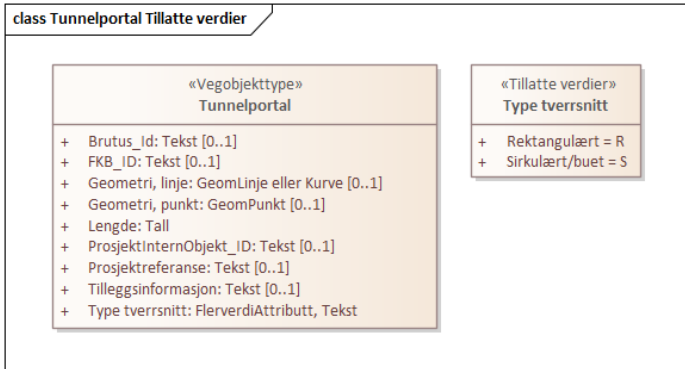 class Tunnelportal Tillatte verdier
«Vegobjekttype»
Tunnelportal
+ Brutus_Id: Tekst [0..1]
+ FKB_ID: Tekst [0..1]
+ Geometri, linje: GeomLinje eller Kurve [0..1]
+ Geometri, punkt: GeomPunkt [0..1]
+ Lengde: Tall
+ ProsjektInternObjekt_ID: Tekst [0..1]
+ Prosjektreferanse: Tekst [0..1]
+ Tilleggsinformasjon: Tekst [0..1]
+ Type tverrsnitt: FlerverdiAttributt, Tekst
«Tillatte verdier»
Type tverrsnitt
+ Rektangulært = R
+ Sirkulært/buet = S